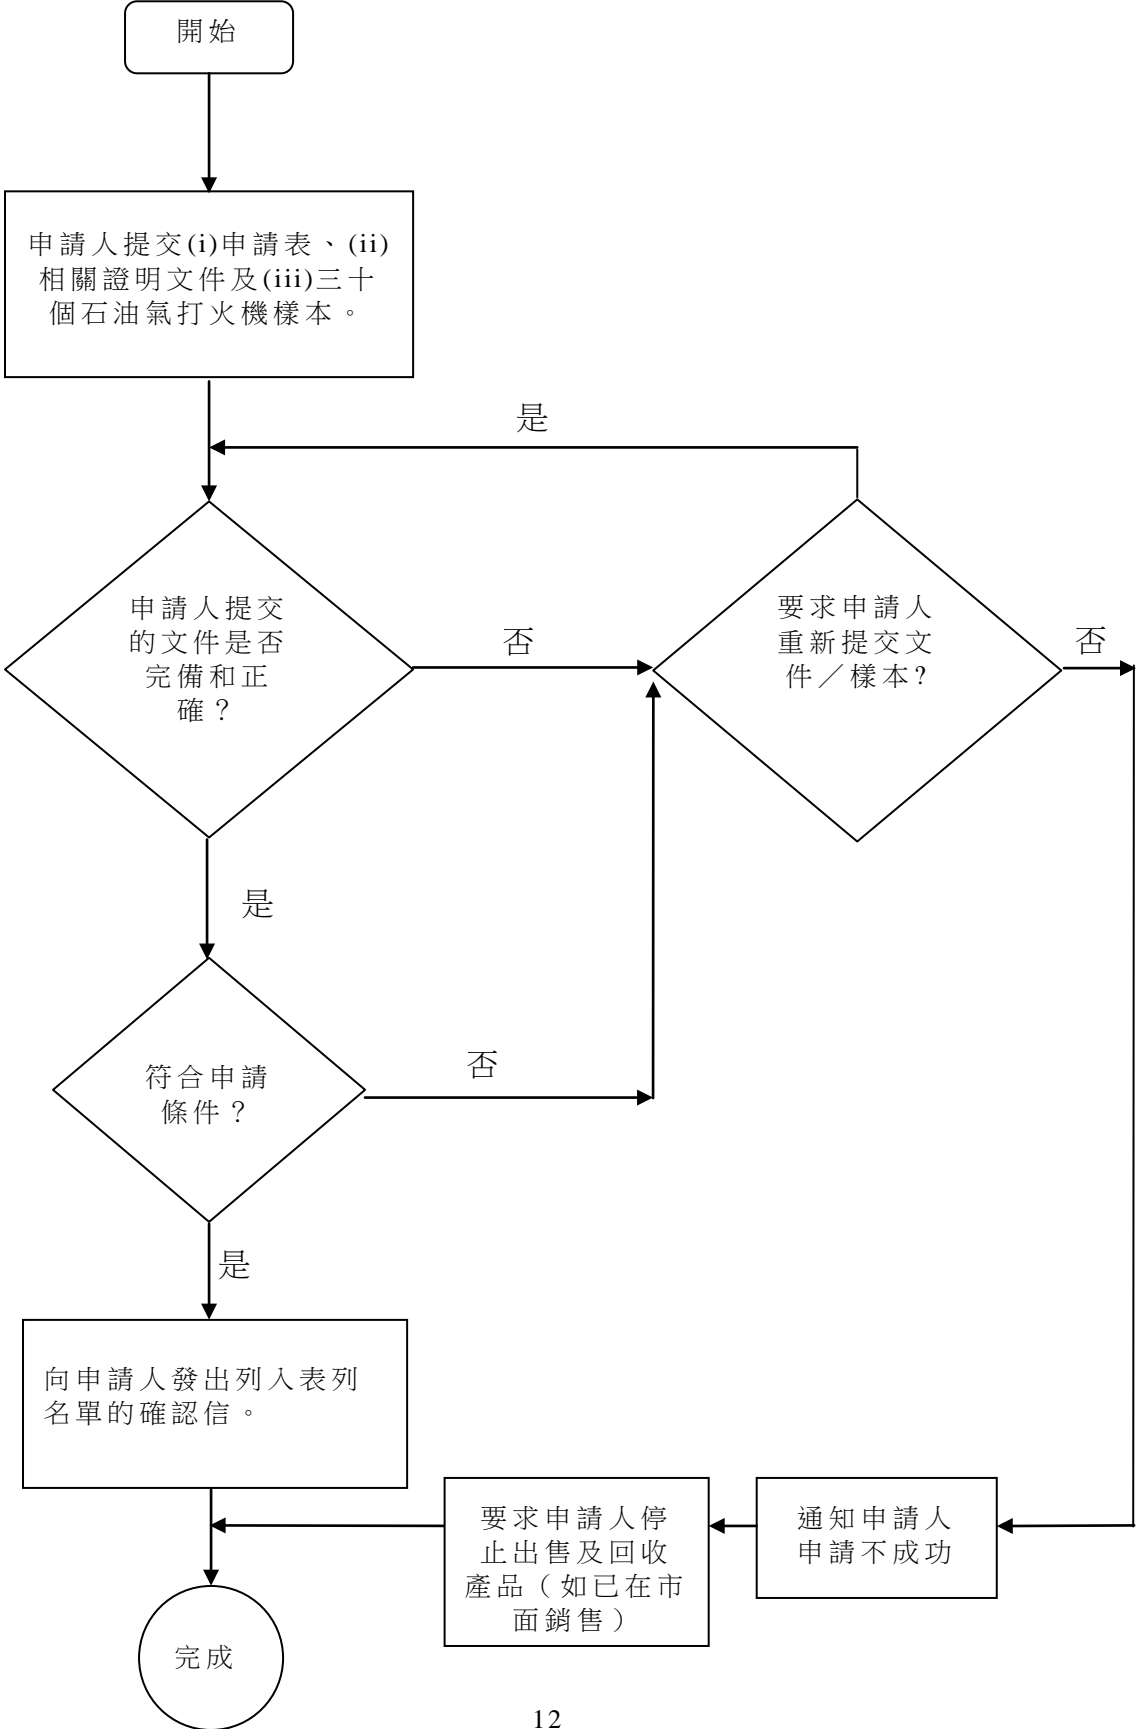 開始
申請人提交(i)申請表、(ii)
相關證明文件及(iii)三十
個石油氣打火機樣本。
是
申請人提交
的文件是否
完備和正
確？
否
要求申請人
重新提交文
件／樣本?
否
是
符合申請
條件？
否
是
向申請人發出列入表列
名單的確認信。
要求申請人停
止出售及回收
產品（如已在市
面銷售）
通知申請人
申請不成功
完成
12